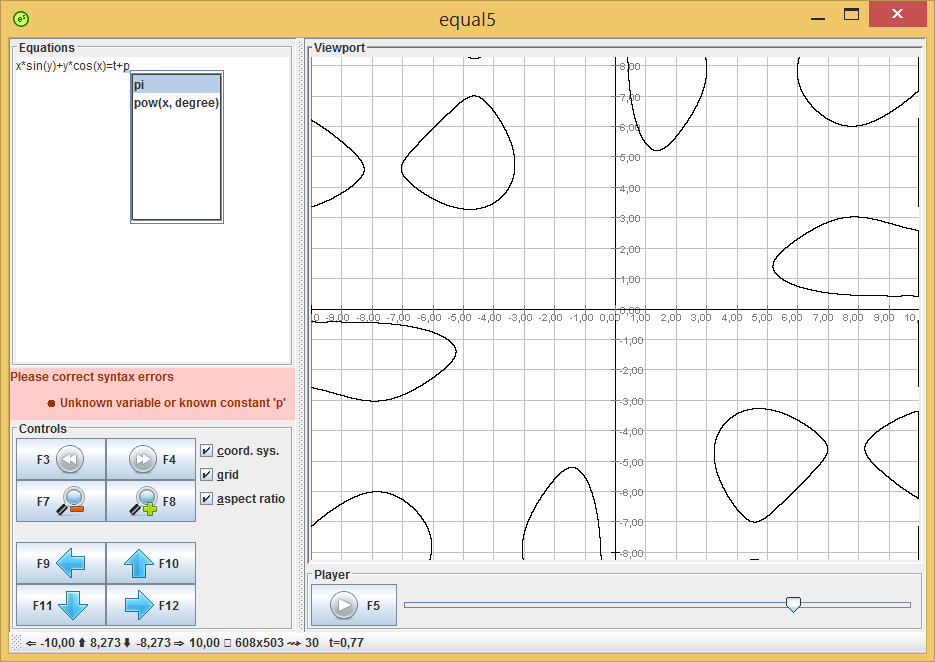 e⁵
equal5
Equations
x*sin(y)+y*cos(x)=t+p
pi
pow(x, degree)
Please correct syntax errors
Unknown variable or known constant 'p'
Controls
F3
F4
coord. sys.
grid
F7
F8
aspect ratio
F9
F10
F11
F12
Viewport
8,00
7,00
6,00
5,00
4,00
3,00
2,00
1,00
0,00
0 -9,00 -8,00 -7,00 -6,00 -5,00 -4,00 -3,00 -2,00 -1,00 0,00 1,00 2,00 3,00 4,00 5,00 6,00 7,00 8,00 9,00 10,
-1,00
-2,00
-3,00
-4,00
-5,00
-6,00
-7,00
-8,00
Player
F5
⇐ -10,00 ⬆ 8,273 ⬇ -8,273 ⇒ 10,00 □ 608x503 ↝ 30 t=0,77